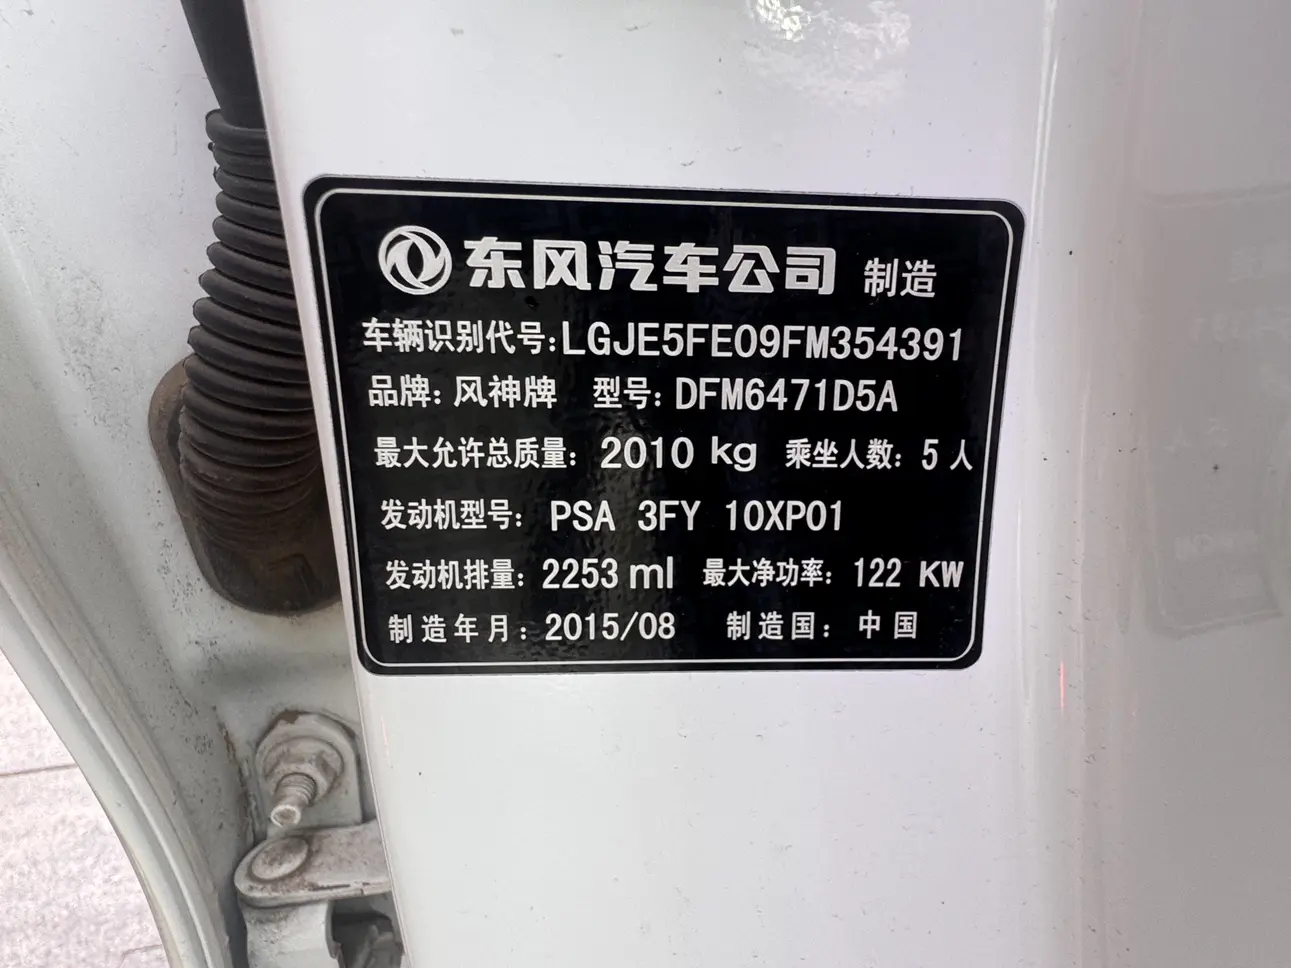 东风汽车公司 制造
车辆识别代号:LGJE5FE09FM354391
品牌: 风神牌 型号: DFM6471D5A
最大允许总质量: 2010 kg 乘坐人数: 5 人
发动机型号: PSA 3FY 10XP01
发动机排量: 2253 ml 最大净功率: 122 KW
制造年月: 2015/08 制造国: 中国